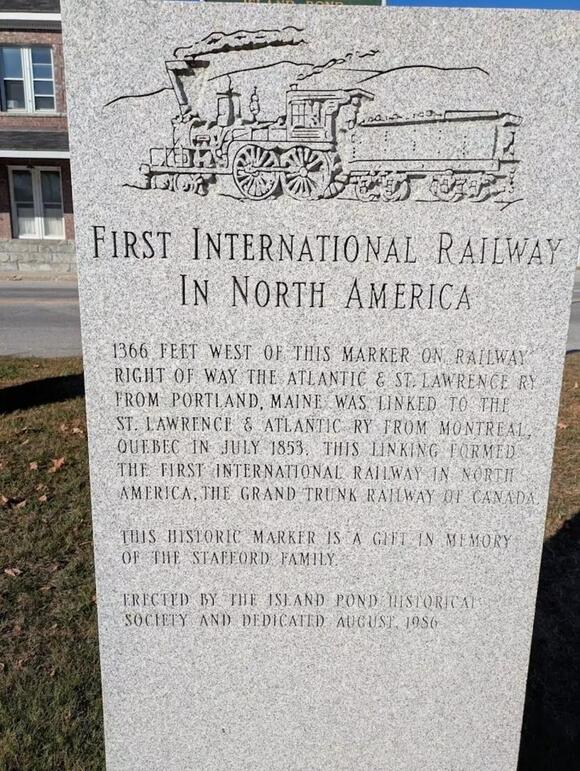 ISLAND POND
FIRST INTERNATIONAL RAILWAY
IN NORTH AMERICA
1366 FEET WEST OF THIS MARKER ON RAILWAY
RIGHT OF WAY THE ATLANTIC & ST. LAWRENCE RY
FROM PORTLAND, MAINE WAS LINKED TO THE
ST. LAWRENCE & ATLANTIC RY FROM MONTREAL,
QUEBEC IN JULY 1853. THIS LINKING FORMED
THE FIRST INTERNATIONAL RAILWAY IN NORTH
AMERICA, THE GRAND TRUNK RAILWAY OF CANADA
THIS HISTORIC MARKER IS A GIFT IN MEMORY
OF THE STAFFORD FAMILY.
ERECTED BY THE ISLAND POND HISTORICAL
SOCIETY AND DEDICATED AUGUST, 1986